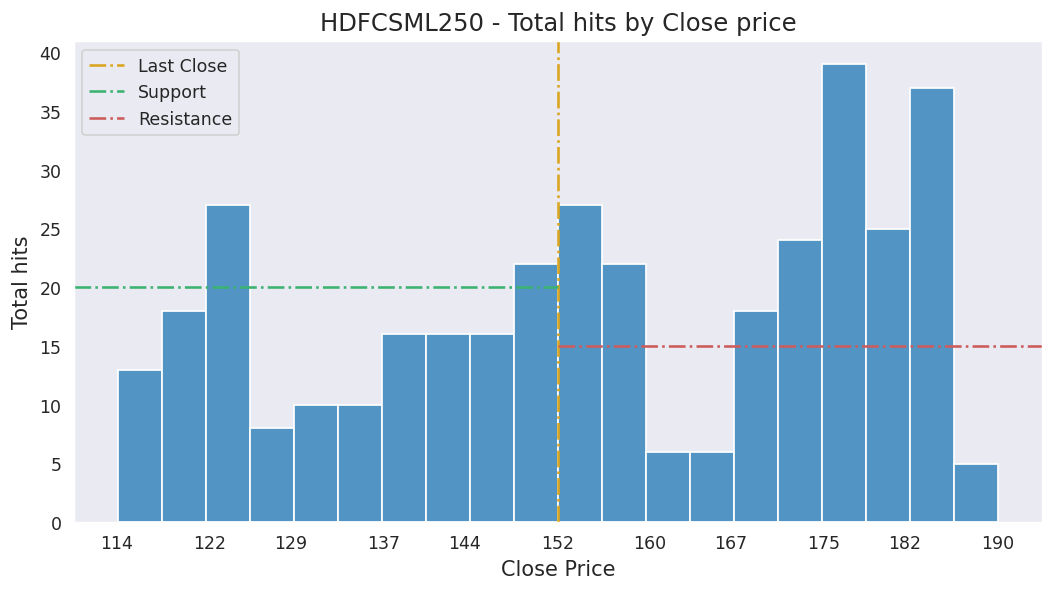 HDFCSML250 - Total hits by Close price
Last Close
Support
Resistance
Total hits
40
35
30
25
20
15
10
5
0
114 122 129 137 144 152 160 167 175 182 190
Close Price